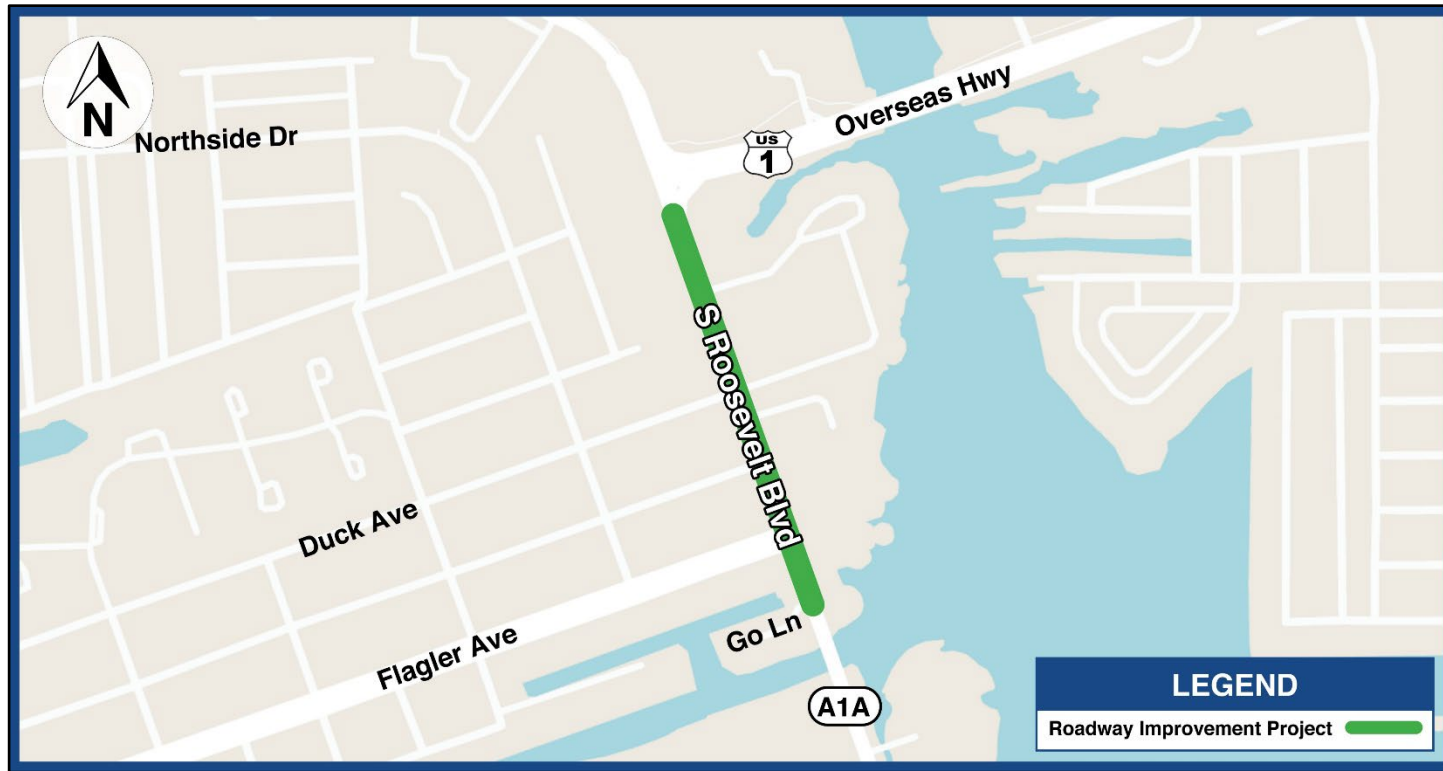 N
Northside Dr
Overseas Hwy
US
1
S Roosevelt Blvd
Duck Ave
Flagler Ave
Go Ln
A1A
LEGEND
Roadway Improvement Project